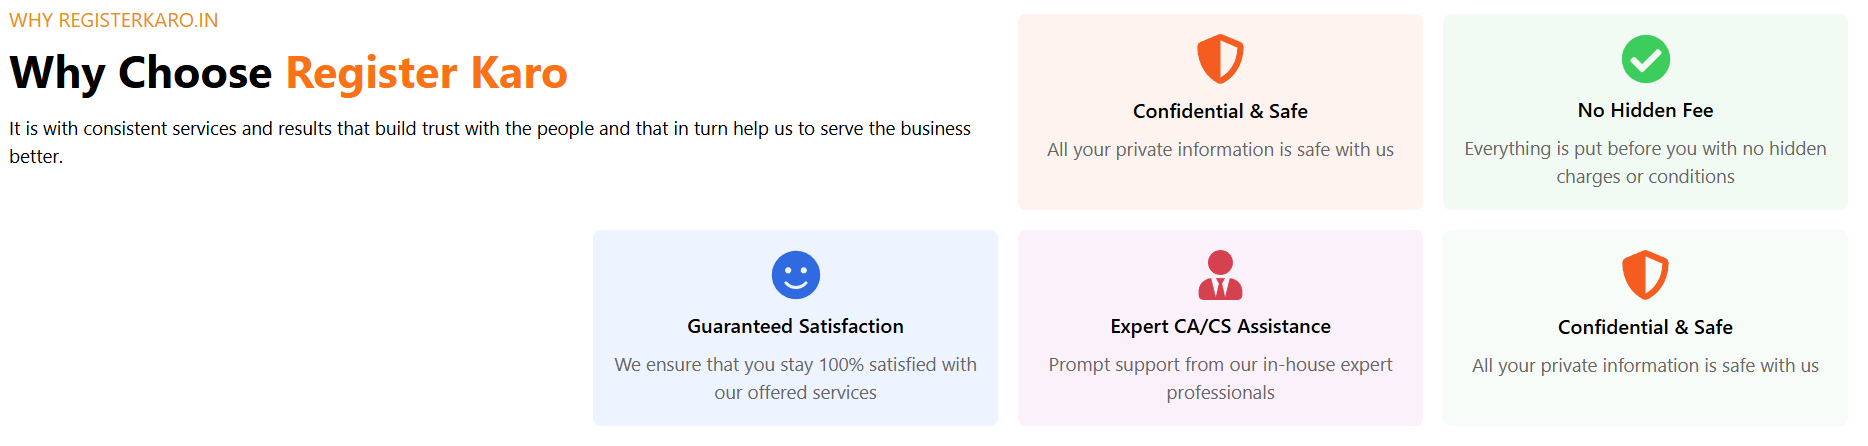 WHY REGISTERKARO.IN
Why Choose Register Karo
It is with consistent services and results that build trust with the people and that in turn help us to serve the business
better.
Confidential & Safe
All your private information is safe with us
No Hidden Fee
Everything is put before you with no hidden
charges or conditions
Guaranteed Satisfaction
We ensure that you stay 100% satisfied with
our offered services
Expert CA/CS Assistance
Prompt support from our in-house expert
professionals
Confidential & Safe
All your private information is safe with us